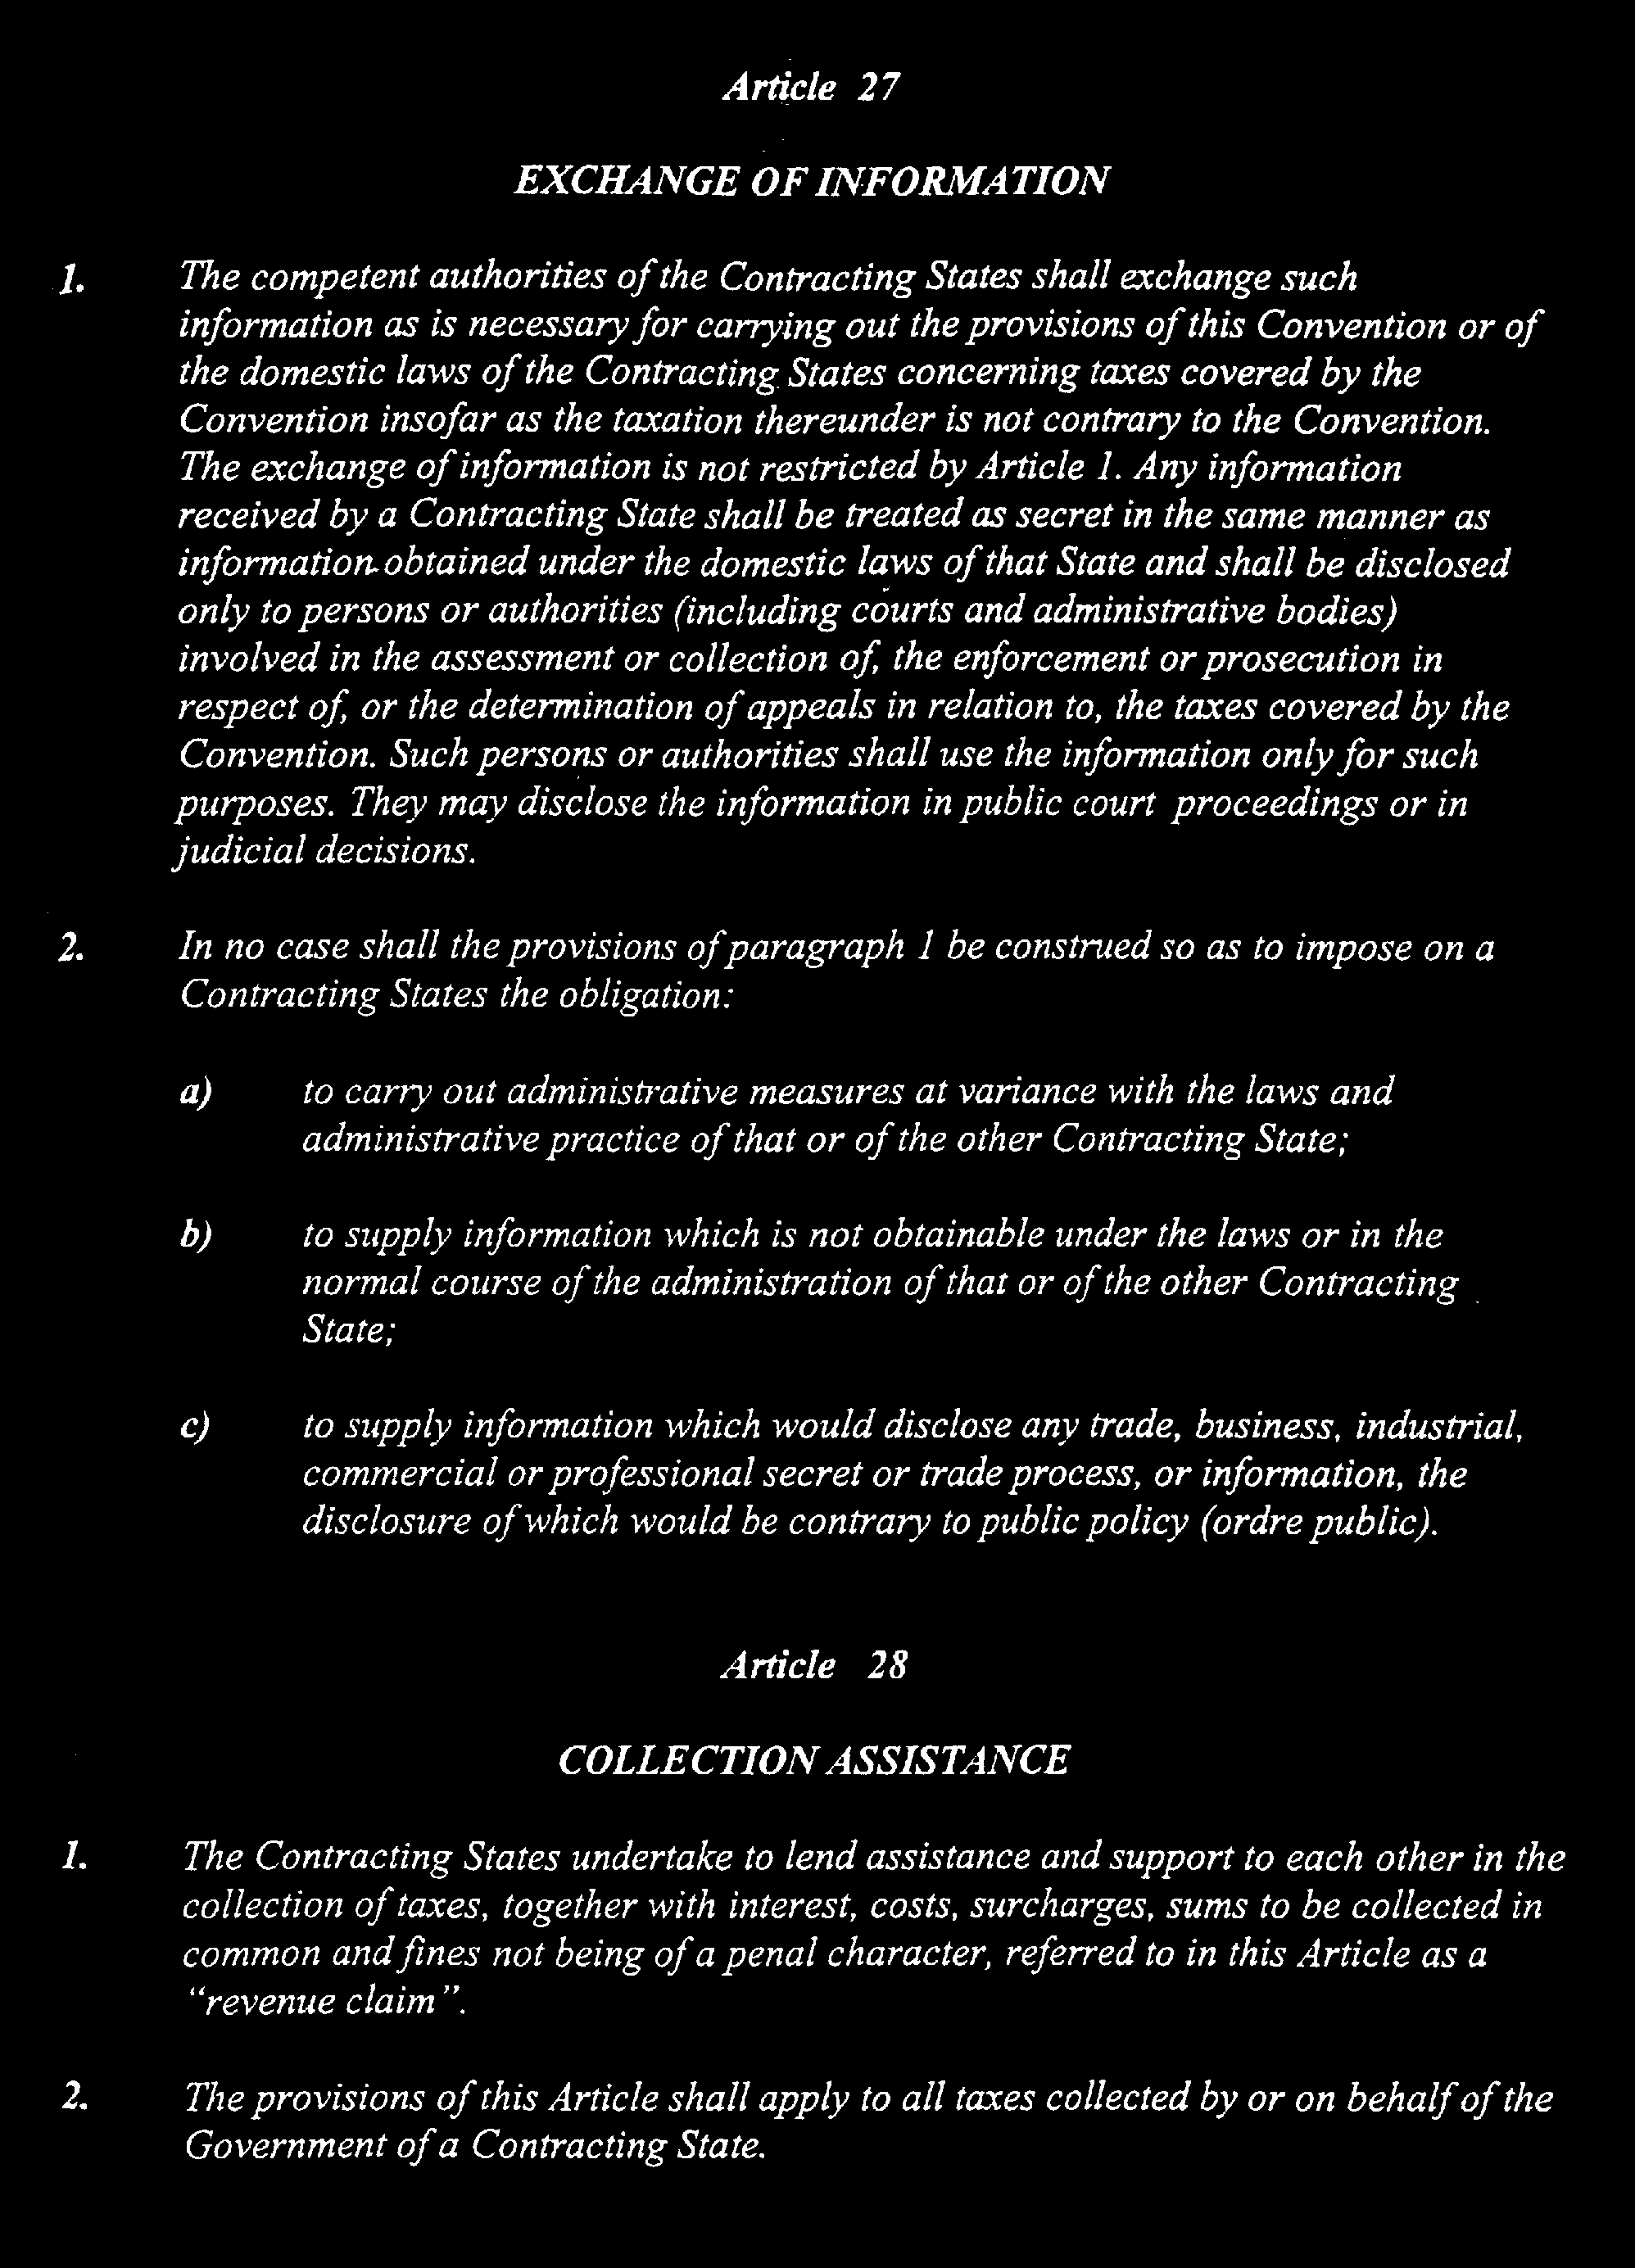 Article 27
EXCHANGE OF INFORMATION
1. The competent authorities of the Contracting States shall exchange such
information as is necessary for carrying out the provisions of this Convention or of
the domestic laws of the Contracting States concerning taxes covered by the
Convention insofar as the taxation thereunder is not contrary to the Convention.
The exchange of information is not restricted by Article 1. Any information
received by a Contracting State shall be treated as secret in the same manner as
information obtained under the domestic laws of that State and shall be disclosed
only to persons or authorities (including courts and administrative bodies)
involved in the assessment or collection of, the enforcement or prosecution in
respect of, or the determination of appeals in relation to, the taxes covered by the
Convention. Such persons or authorities shall use the information only for such
purposes. They may disclose the information in public court proceedings or in
judicial decisions.
2. In no case shall the provisions of paragraph 1 be construed so as to impose on a
Contracting States the obligation:
a) to carry out administrative measures at variance with the laws and
administrative practice of that or of the other Contracting State;
b) to supply information which is not obtainable under the laws or in the
normal course of the administration of that or of the other Contracting
State;
c) to supply information which would disclose any trade, business, industrial,
commercial or professional secret or trade process, or information, the
disclosure of which would be contrary to public policy (ordre public).
Article 28
COLLECTION ASSISTANCE
1. The Contracting States undertake to lend assistance and support to each other in the
collection of taxes, together with interest, costs, surcharges, sums to be collected in
common and fines not being of a penal character, referred to in this Article as a
“revenue claim”.
2. The provisions of this Article shall apply to all taxes collected by or on behalf of the
Government of a Contracting State.